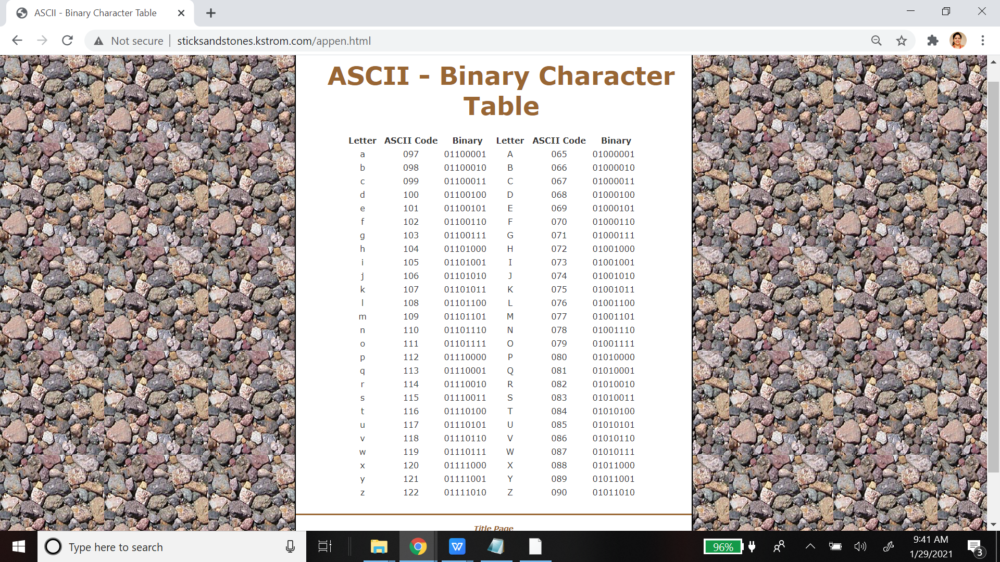 ASCII - Binary Character Table
Not secure
sticksandstones.kstrom.com/appen.html
ASCII - Binary Character
Table
Letter ASCII Code Binary Letter ASCII Code Binary
a 097 01100001 A 065 01000001
b 098 01100010 B 066 01000010
c 099 01100011 C 067 01000011
d 100 01100100 D 068 01000100
e 101 01100101 E 069 01000101
f 102 01100110 F 070 01000110
g 103 01100111 G 071 01000111
h 104 01101000 H 072 01001000
i 105 01101001 I 073 01001001
j 106 01101010 J 074 01001010
k 107 01101011 K 075 01001011
l 108 01101100 L 076 01001100
m 109 01101101 M 077 01001101
n 110 01101110 N 078 01001110
o 111 01101111 O 079 01001111
p 112 01110000 P 080 01010000
q 113 01110001 Q 081 01010001
r 114 01110010 R 082 01010010
s 115 01110011 S 083 01010011
t 116 01110100 T 084 01010100
u 117 01110101 U 085 01010101
v 118 01110110 V 086 01010110
w 119 01110111 W 087 01010111
x 120 01111000 X 088 01011000
y 121 01111001 Y 089 01011001
z 122 01111010 Z 090 01011010
Title Page
Type here to search
W
96%
9:41 AM
1/29/2021
3